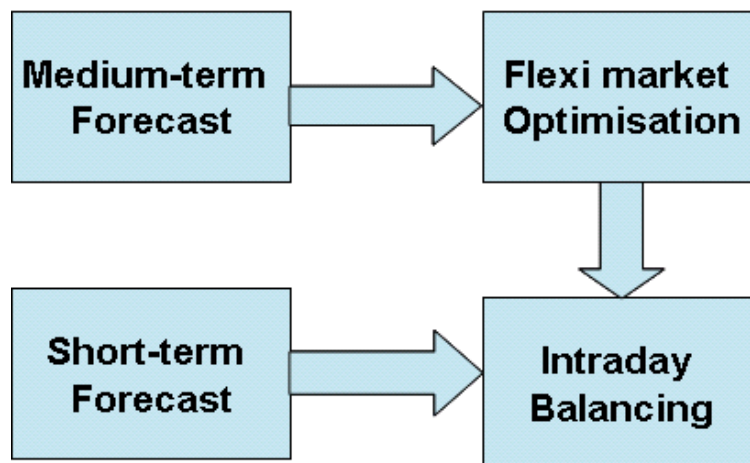 Medium-term
Forecast
Flexi market
Optimisation
Short-term
Forecast
Intraday
Balancing